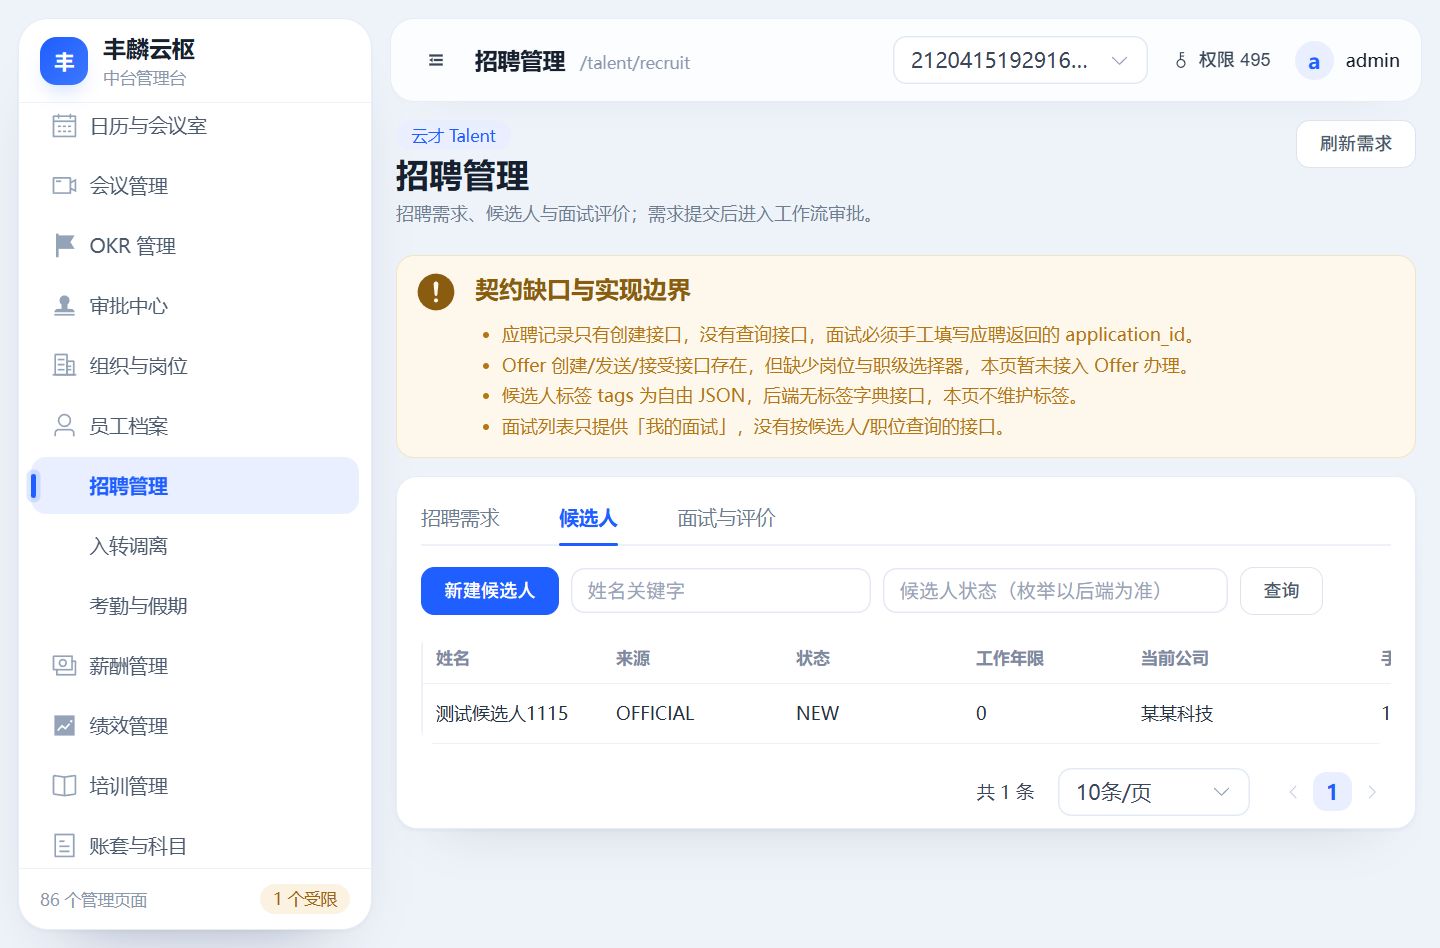 丰
丰麟云枢
中台管理台
日历与会议室
会议管理
OKR 管理
审批中心
组织与岗位
员工档案
招聘管理
入转调离
考勤与假期
薪酬管理
绩效管理
培训管理
账套与科目
86 个管理页面
1 个受限
招聘管理
/talent/recruit
2120415192916...
权限 495
a
admin
云才 Talent
招聘管理
招聘需求、候选人与面试评价；需求提交后进入工作流审批。
刷新需求
契约缺口与实现边界
• 应聘记录只有创建接口，没有查询接口，面试必须手工填写应聘返回的 application_id。
• Offer 创建/发送/接受接口存在，但缺少岗位与职级选择器，本页暂未接入 Offer 办理。
• 候选人标签 tags 为自由 JSON，后端无标签字典接口，本页不维护标签。
• 面试列表只提供「我的面试」，没有按候选人/职位查询的接口。
招聘需求 候选人 面试与评价
新建候选人 姓名关键字 候选人状态（枚举以后端为准） 查询
姓名 来源 状态 工作年限 当前公司
测试候选人1115 OFFICIAL NEW 0 某某科技 1
共 1 条 10条/页 1